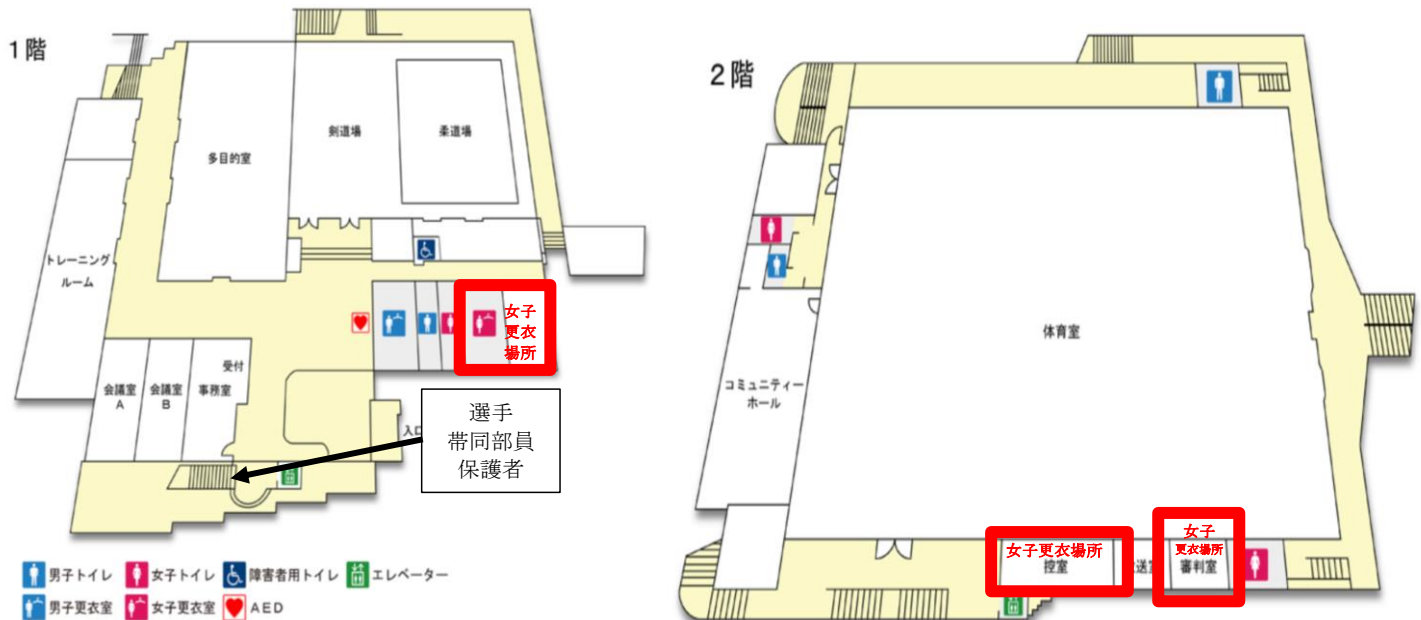 1階
多目的室
剣道場
柔道場
トレーニング
ルーム
女子
更衣
場所
受付
会議室
A
会議室
B
事務室
入口
選手
帯同部員
保護者
男子トイレ
女子トイレ
障害者用トイレ
エレベーター
男子更衣室
女子更衣室
AED
2階
体育室
コミュニティー
ホール
女子更衣場所
控室
送室
女子
更衣場所
審判室